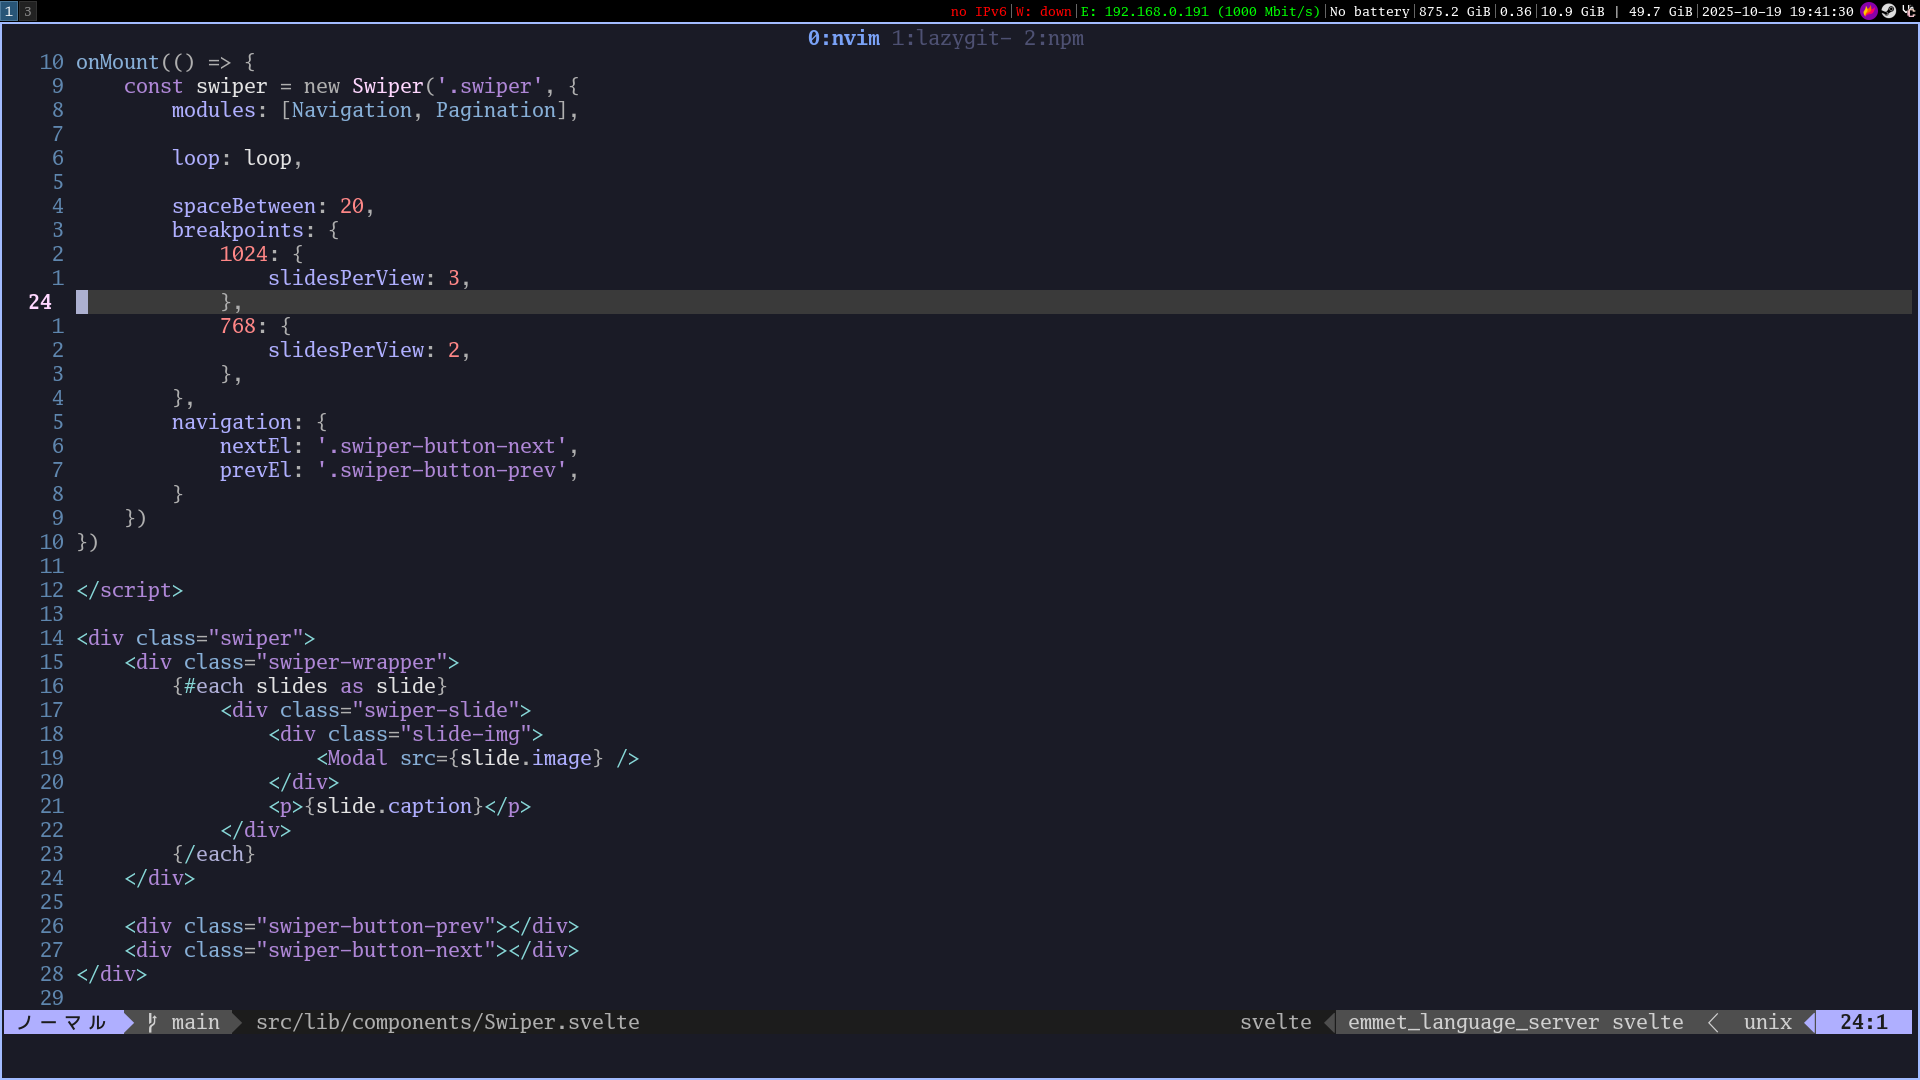 1 3 no IPv6|W: down|E: 192.168.0.191 (1000 Mbit/s)|No battery|875.2 GiB|0.36|10.9 GiB | 49.7 GiB|2025-10-19 19:41:30
0:nvim 1:lazygit- 2:npm
10 onMount(() => {
9     const swiper = new Swiper('.swiper', {
8         modules: [Navigation, Pagination],
7
6         loop: loop,
5
4         spaceBetween: 20,
3         breakpoints: {
2             1024: {
1                 slidesPerView: 3,
24             },
1             768: {
2                 slidesPerView: 2,
3             },
4         },
5         navigation: {
6             nextEl: '.swiper-button-next',
7             prevEl: '.swiper-button-prev',
8         }
9     })
10 })
11
12 </script>
13
14 <div class="swiper">
15     <div class="swiper-wrapper">
16         {#each slides as slide}
17             <div class="swiper-slide">
18                 <div class="slide-img">
19                     <Modal src={slide.image} />
20                 </div>
21                 <p>{slide.caption}</p>
22             </div>
23         {/each}
24     </div>
25
26     <div class="swiper-button-prev"></div>
27     <div class="swiper-button-next"></div>
28 </div>
29
ノーマル main src/lib/components/Swiper.svelte svelte emmet_language_server svelte unix 24:1